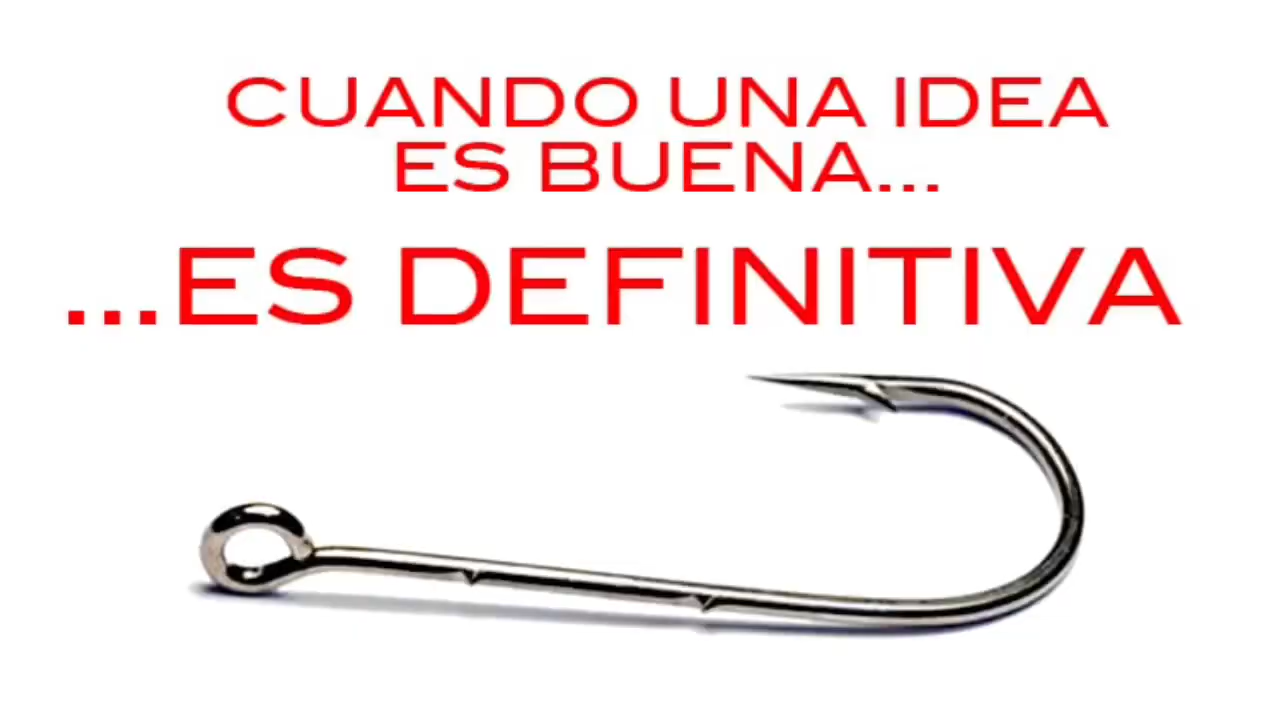 CUANDO UNA IDEA
ES BUENA...
...ES DEFINITIVA